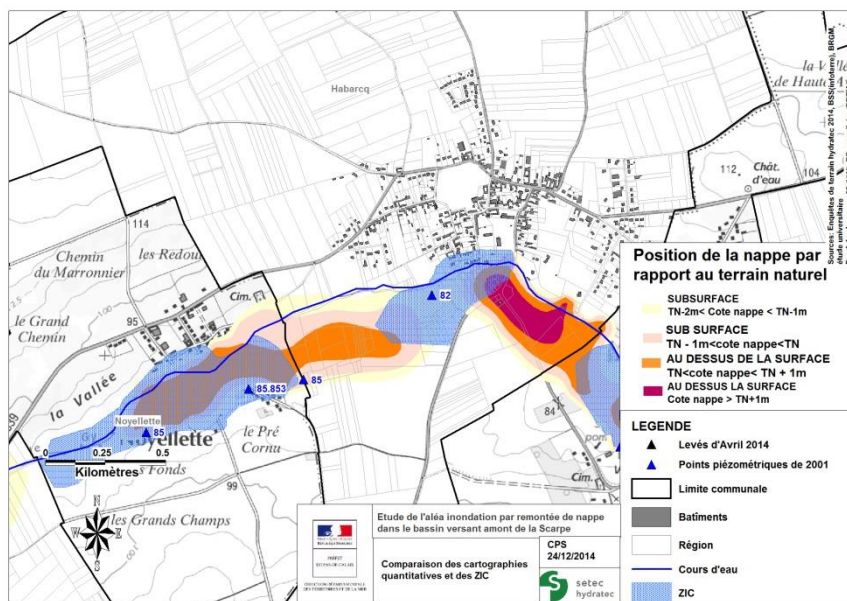 Habarcq
la V
de Haute
112
Chât.
d'eau
104
Sources: Enquêtes de terrain hydratec 2014, BSS(infoterre), BRGM,
étude universitaire
114
Chemin
du Marronnier
les Redou
Cim.
95
le Grand
Chemin
la Vallée
82
85
85.853
Noyellette
85
le Pré
Cornu
Fonds
99
les Grands Champs
84
Cim.
Position de la nappe par
rapport au terrain naturel
SUBSURFACE
TN-2m< Cote nappe < TN-1m
SUB SURFACE
TN - 1m<cote nappe<TN
AU DESSUS DE LA SURFACE
TN<cote nappe< TN + 1m
AU DESSUS LA SURFACE
Cote nappe > TN+1m
LEGENDE
Levés d'Avril 2014
Points piézométriques de 2001
Limite communale
Batîments
Région
Cours d'eau
ZIC
0 0.25 0.5
Kilomètres
N
W E
S
PRÉFET
Etude de l'aléa inondation par remontée de nappe
dans le bassin versant amont de la Scarpe
Comparaison des cartographies
quantitatives et des ZIC
CPS
24/12/2014
setec
hydratec